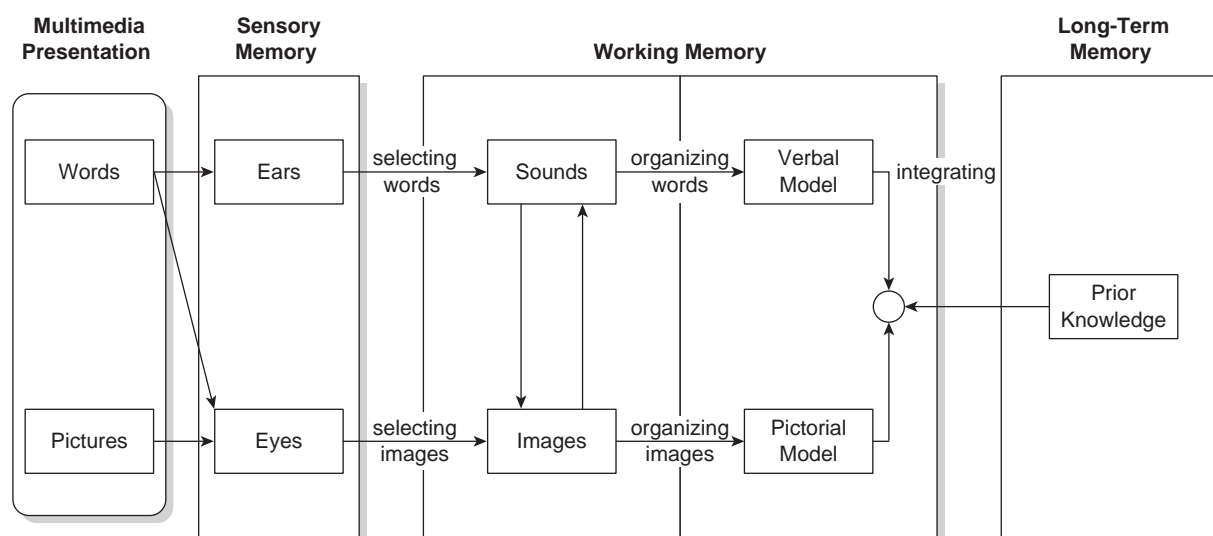 Multimedia
Presentation
Sensory
Memory
Working Memory
Long-Term
Memory
Words
Ears
selecting
words
Sounds
organizing
words
Verbal
Model
integrating
Prior
Knowledge
Pictures
Eyes
selecting
images
Images
organizing
images
Pictorial
Model